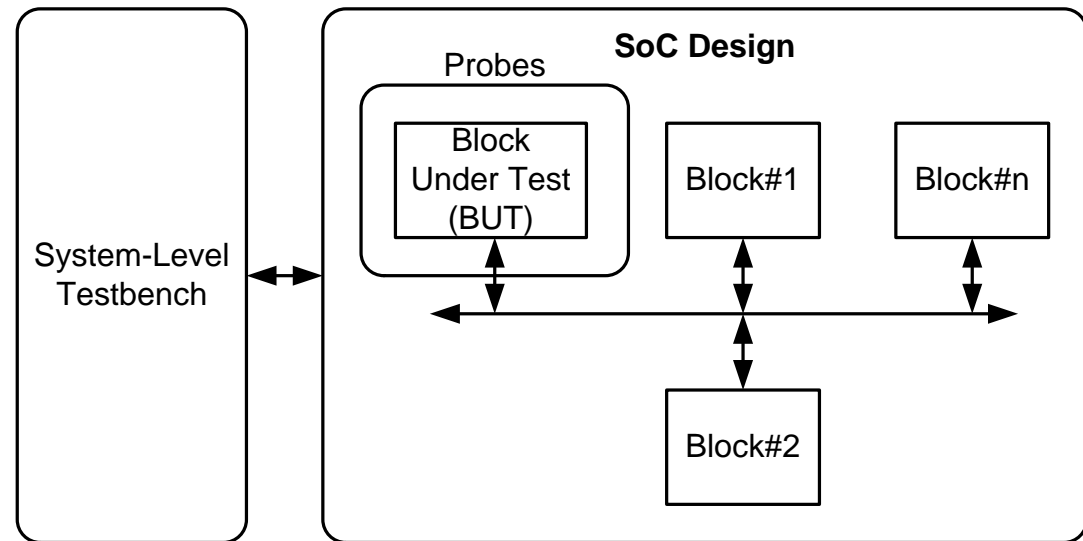 System-Level
Testbench
SoC Design
Probes
Block
Under Test
(BUT)
Block#1
Block#n
Block#2